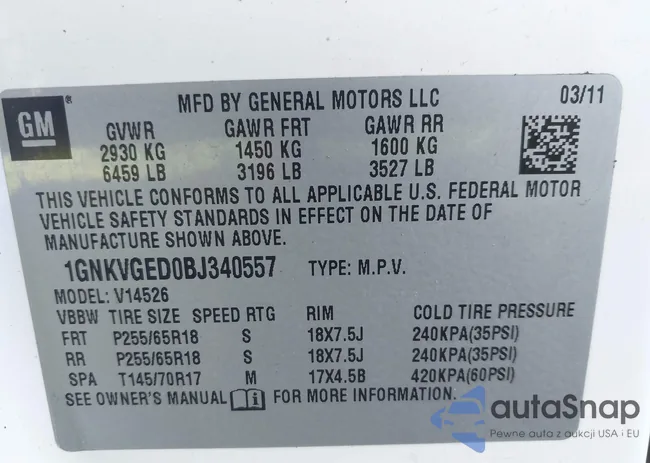 GM
MFD BY GENERAL MOTORS LLC 03/11
GVWR GAWR FRT GAWR RR
2930 KG 1450 KG 1600 KG
6459 LB 3196 LB 3527 LB
THIS VEHICLE CONFORMS TO ALL APPLICABLE U.S. FEDERAL MOTOR
VEHICLE SAFETY STANDARDS IN EFFECT ON THE DATE OF
MANUFACTURE SHOWN ABOVE.
1GNKVGED0BJ340557 TYPE: M.P.V.
MODEL: V14526
VBBW TIRE SIZE SPEED RTG RIM COLD TIRE PRESSURE
FRT P255/65R18 S 18X7.5J 240KPA(35PSI)
RR P255/65R18 S 18X7.5J 240KPA(35PSI)
SPA T145/70R17 M 17X4.5B 420KPA(60PSI)
SEE OWNER'S MANUAL i FOR MORE INFORMATION.
autaSnap
Pewne auta z aukcji USA i EU